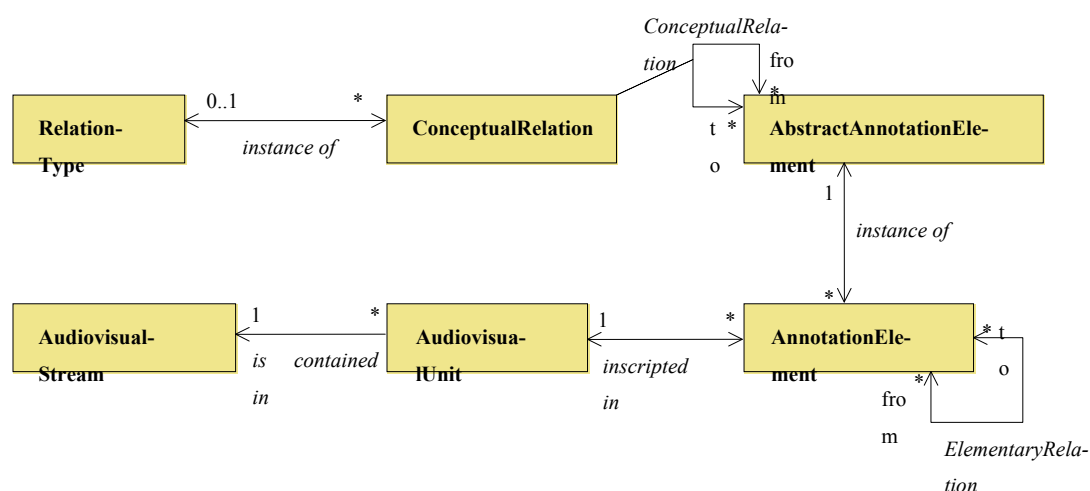 ConceptualRela-
tion
fro
m
*
0..1
*
Relation-
Type
instance of
ConceptualRelation
t
o
*
AbstractAnnotationEle-
ment
1
instance of
*
Audiovisual-
Stream
1
*
is contained
in
Audiovisua-
lUnit
1
*
inscripted
in
AnnotationEle-
ment
*
t
o
*
fro
m
ElementaryRela-
tion